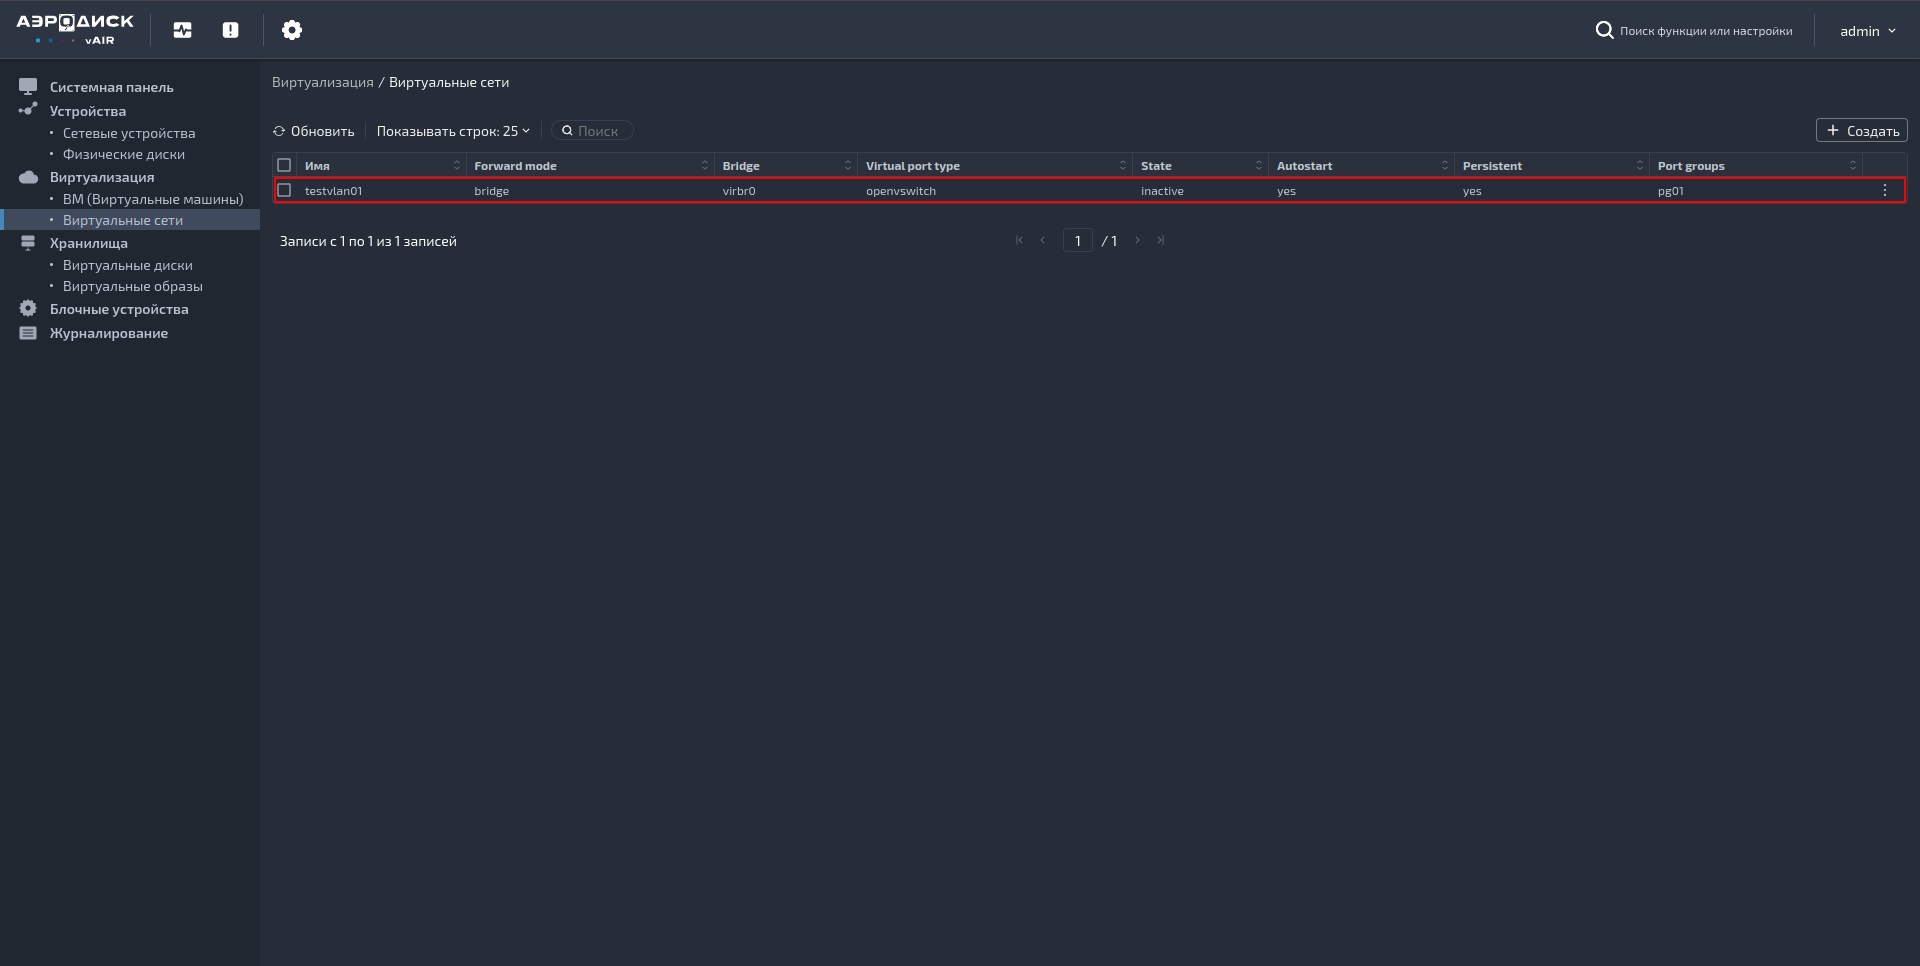 АЭРОДИСК
vAIR
Поиск функции или настройки
admin
Системная панель
Устройства
Сетевые устройства
Физические диски
Виртуализация
ВМ (Виртуальные машины)
Виртуальные сети
Хранилища
Виртуальные диски
Виртуальные образы
Блочные устройства
Журналирование
Виртуализация / Виртуальные сети
Обновить Показывать строк: 25 Поиск + Создать
Имя Forward mode Bridge Virtual port type State Autostart Persistent Port groups
testvlan01 bridge virbr0 openvswitch inactive yes yes pg01
Записи с 1 по 1 из 1 записей 1 / 1